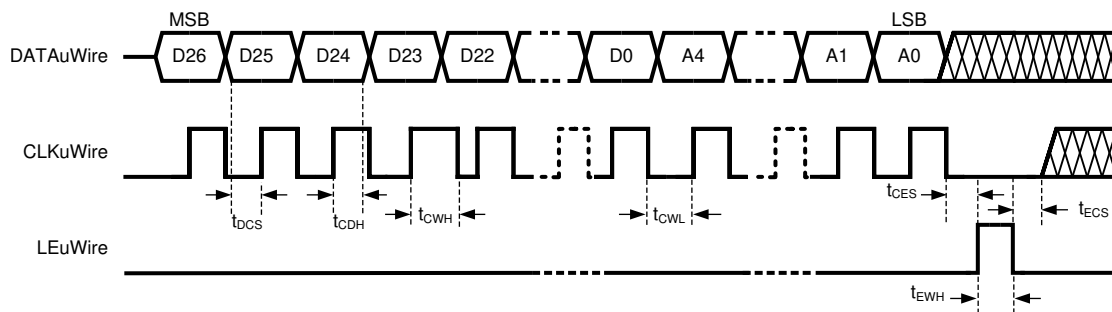 MSB LSB
DATAuWire D26 D25 D24 D23 D22 D0 A4 A1 A0
CLKuWire
tDCS tCDH tCWH tCWL tCES tECS
LEuWire
tEWH